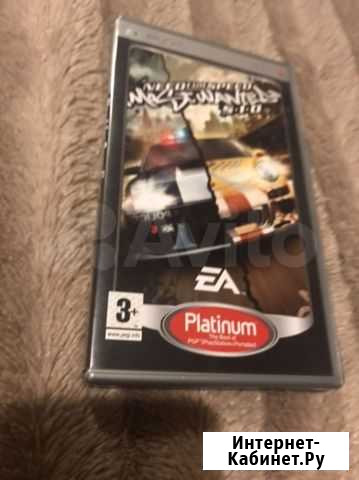 NEED FOR SPEED
MOST WANTED
5-1-0
Avito
EA
3+
www.pegi.info
Platinum
The Best of
PSP™ (PlayStation®Portable)
Интернет-
Кабинет.Ру